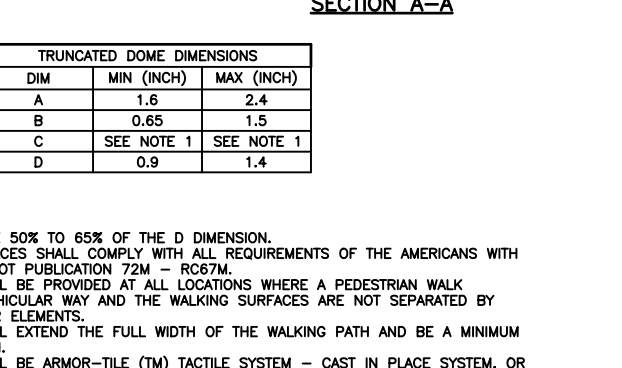 SECTION A–A
TRUNCATED DOME DIMENSIONS
DIM MIN (INCH) MAX (INCH)
A 1.6 2.4
B 0.65 1.5
C SEE NOTE 1 SEE NOTE 1
D 0.9 1.4
50% TO 65% OF THE D DIMENSION.
SHALL COMPLY WITH ALL REQUIREMENTS OF THE AMERICANS WITH
PUBLICATION 72M – RC67M.
BE PROVIDED AT ALL LOCATIONS WHERE A PEDESTRIAN WALK
WAY AND THE WALKING SURFACES ARE NOT SEPARATED BY
ELEMENTS.
EXTEND THE FULL WIDTH OF THE WALKING PATH AND BE A MINIMUM
BE ARMOR–TILE (TM) TACTILE SYSTEM – CAST IN PLACE SYSTEM, OR